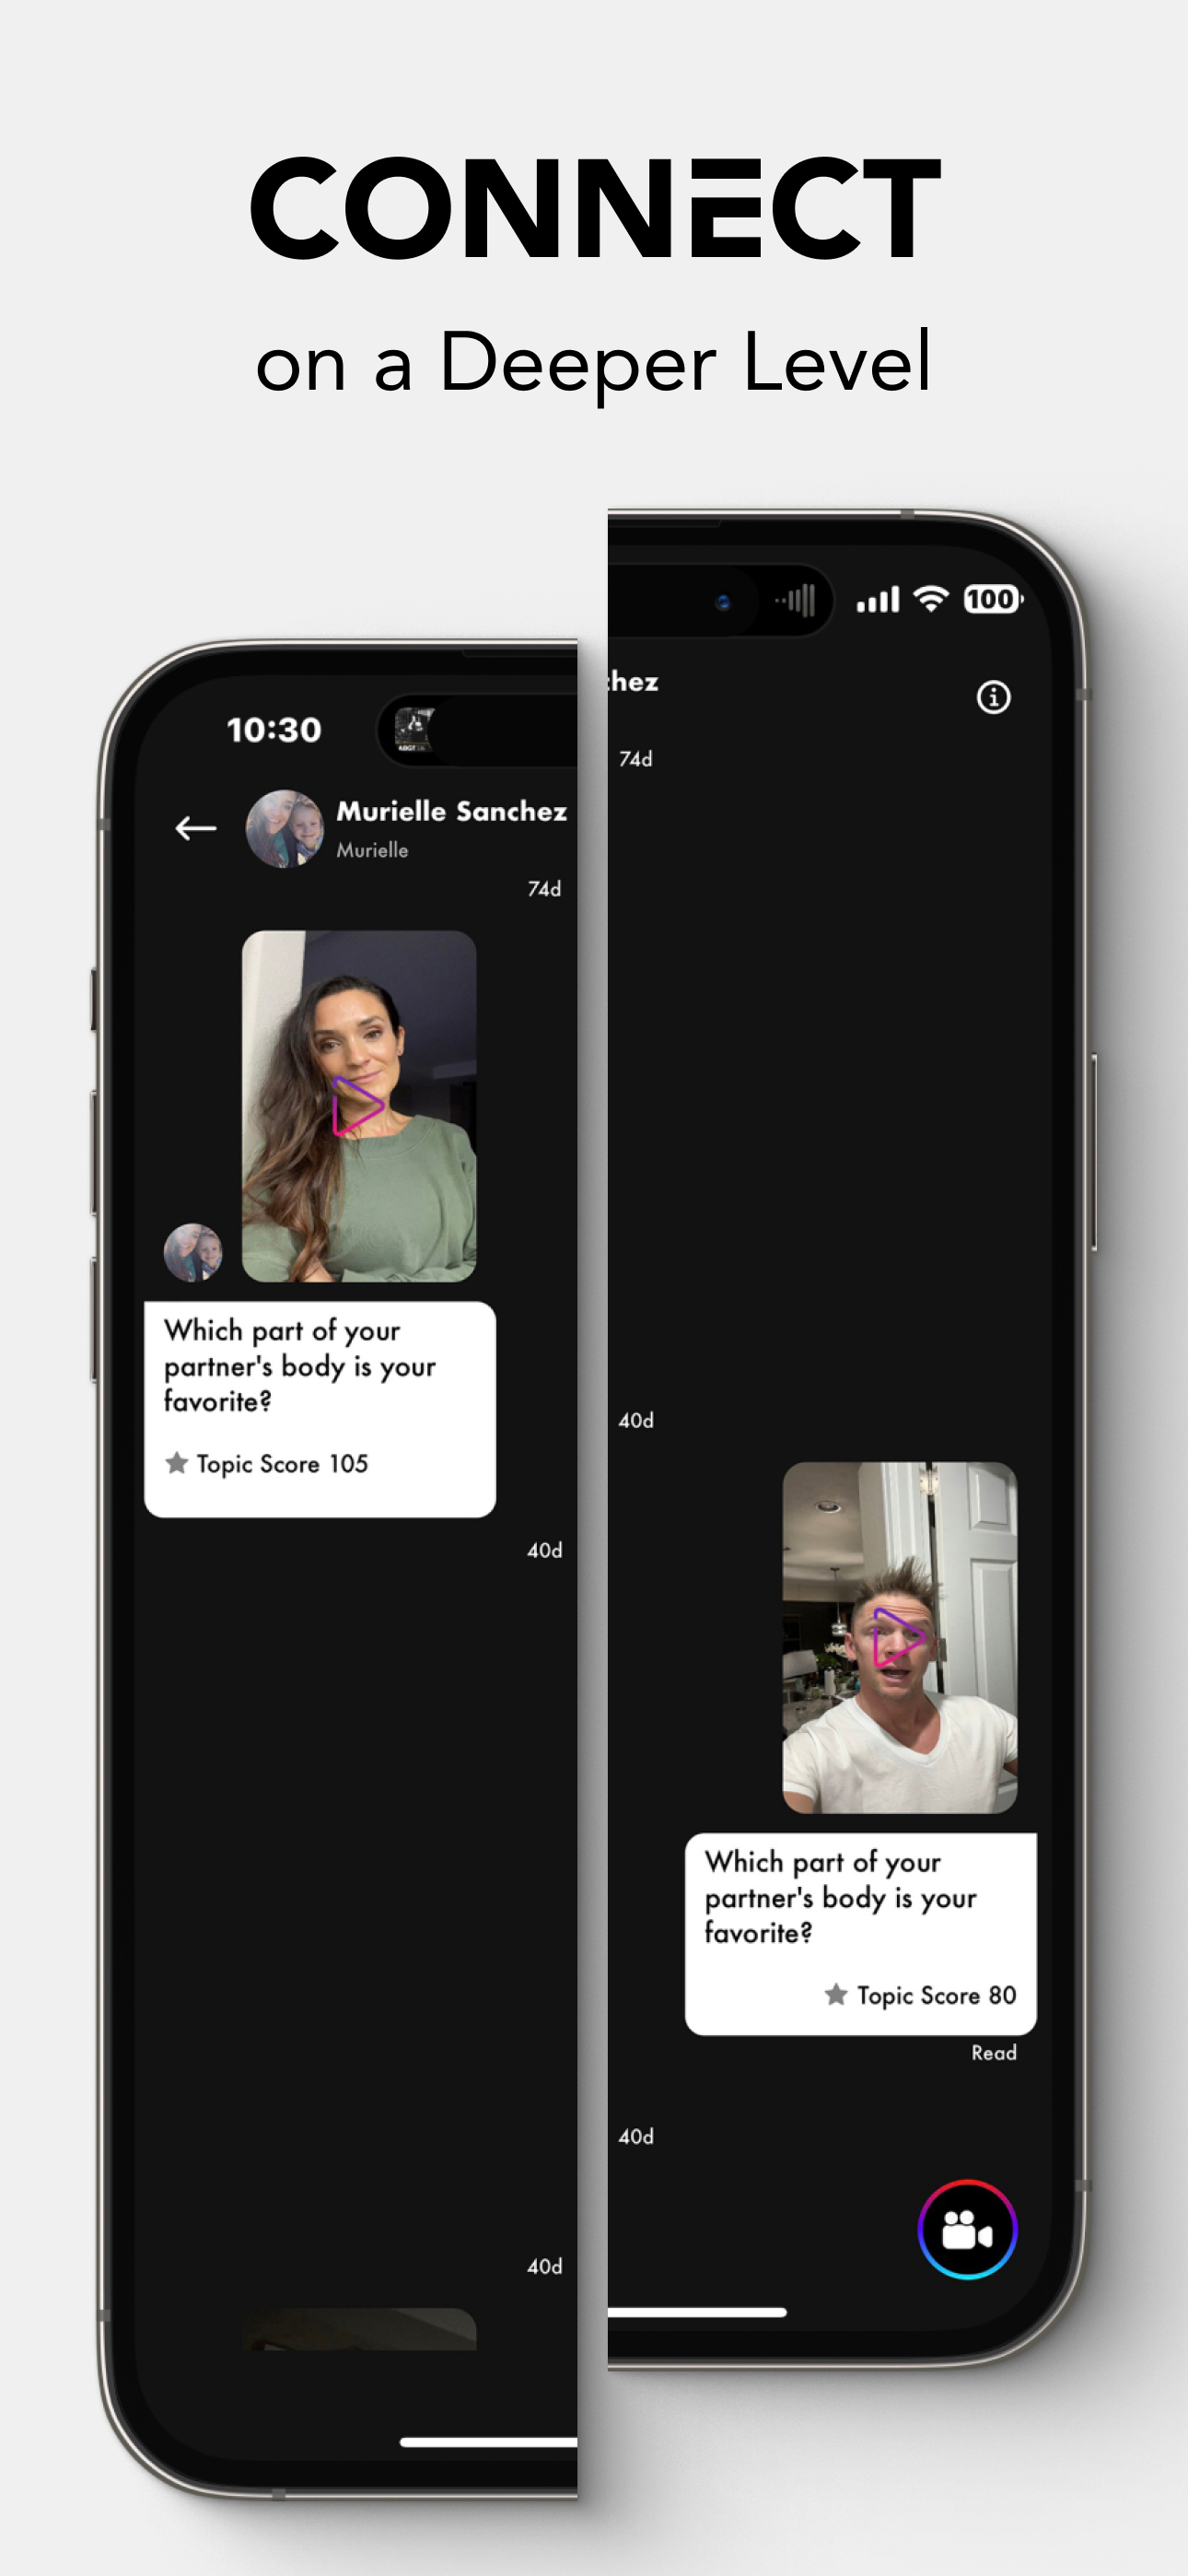 CONNECT
on a Deeper Level
10:30
Murielle Sanchez
Murielle
74d
Which part of your
partner's body is your
favorite?
Topic Score 105
40d
40d
100
chez
74d
40d
Which part of your
partner's body is your
favorite?
Topic Score 80
Read
40d